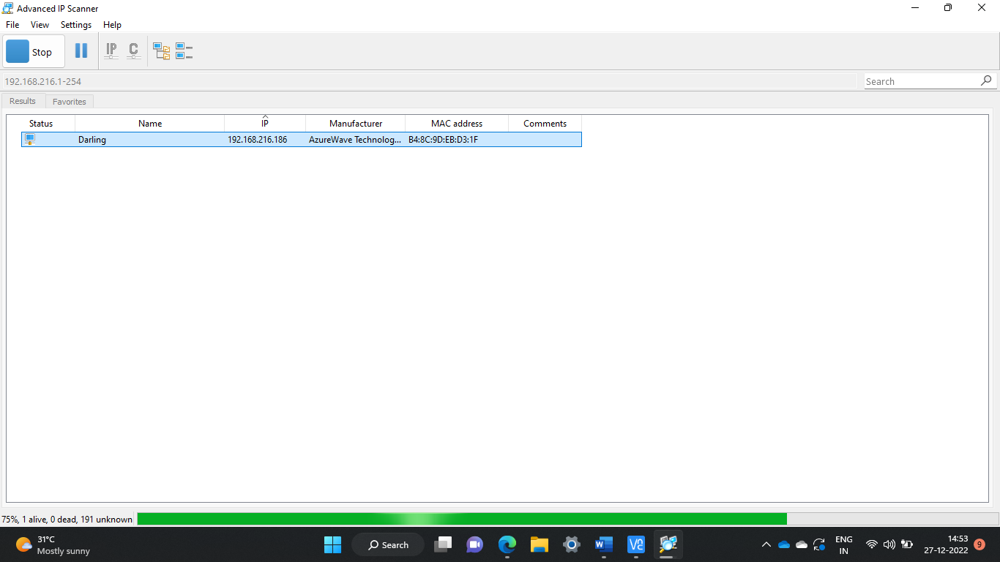 Advanced IP Scanner
File View Settings Help
Stop IP C
192.168.216.1-254 Search
Results Favorites
Status Name IP Manufacturer MAC address Comments
Darling 192.168.216.186 AzureWave Technolog... B4:8C:9D:EB:D3:1F
75%, 1 alive, 0 dead, 191 unknown
31°C
Mostly sunny
Search
W
V2
ENG
IN
14:53
27-12-2022
9